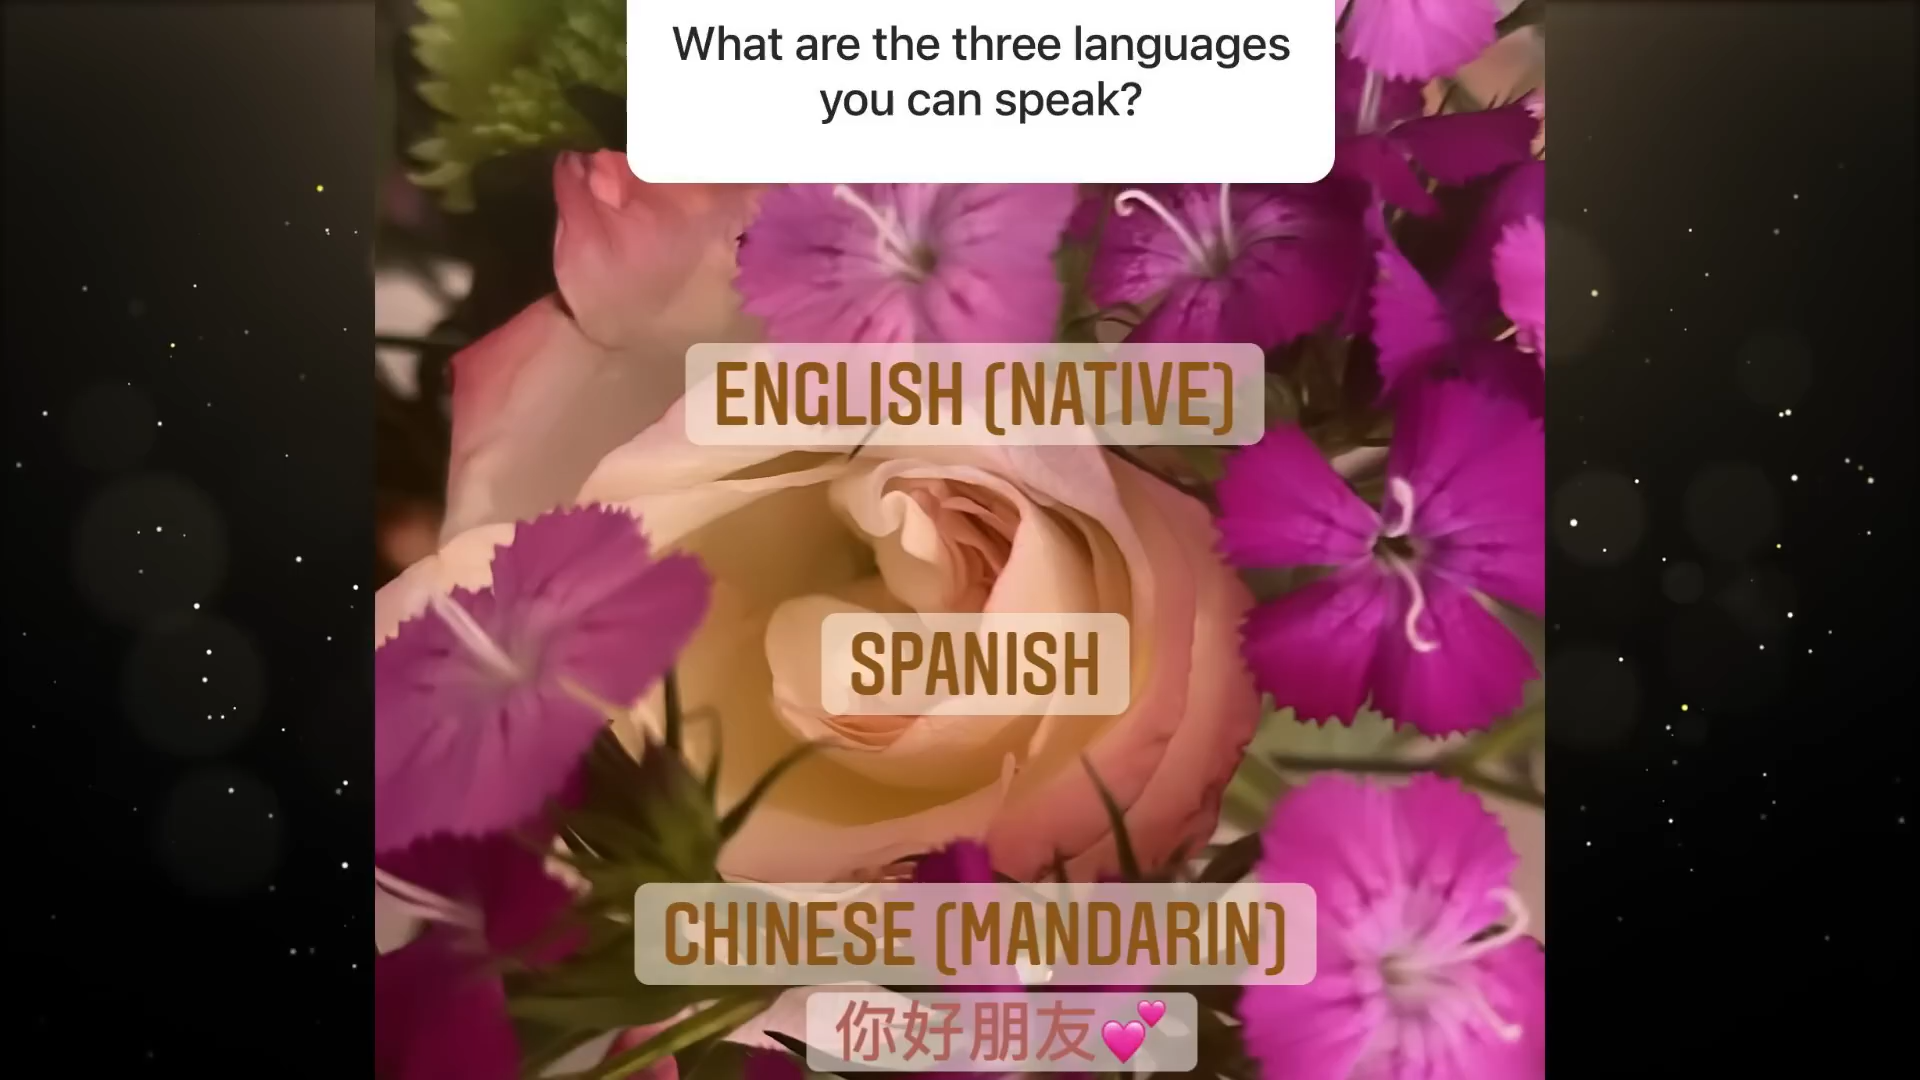 What are the three languages
you can speak?
ENGLISH (NATIVE)
SPANISH
CHINESE (MANDARIN)
你好朋友💕